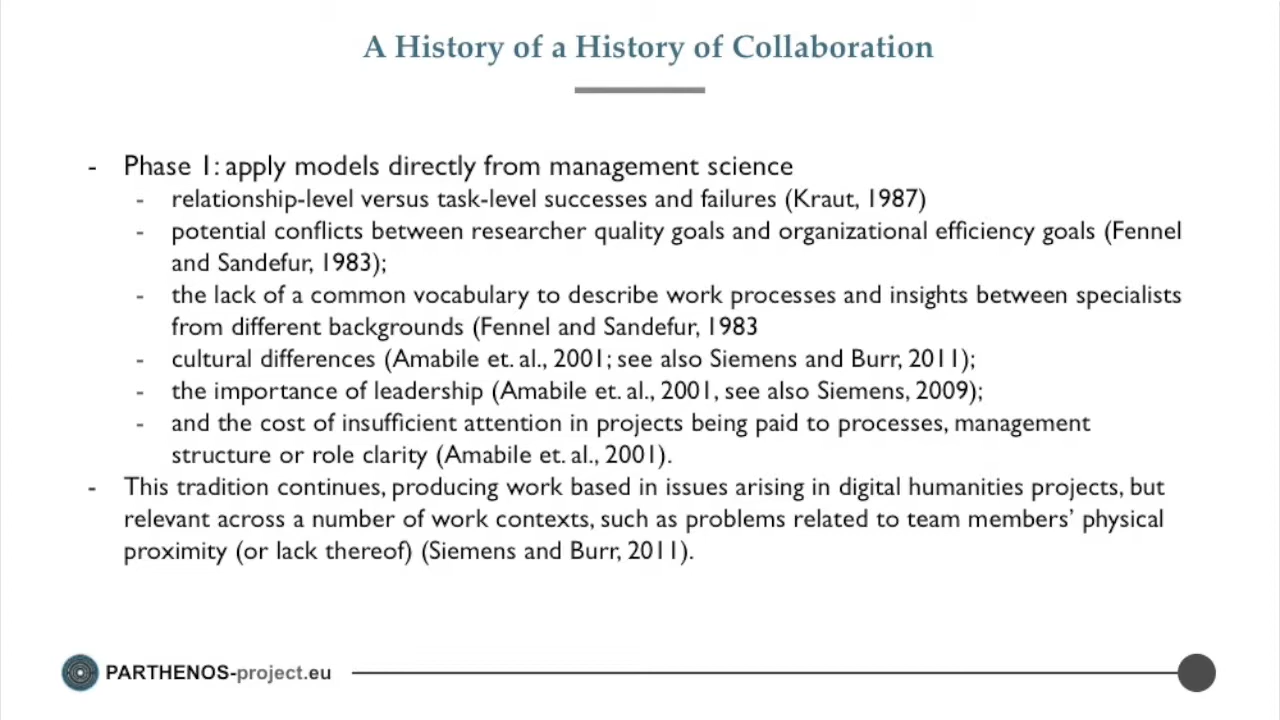 A History of a History of Collaboration
- Phase 1: apply models directly from management science
- relationship-level versus task-level successes and failures (Kraut, 1987)
- potential conflicts between researcher quality goals and organizational efficiency goals (Fennel
and Sandefur, 1983);
- the lack of a common vocabulary to describe work processes and insights between specialists
from different backgrounds (Fennel and Sandefur, 1983
- cultural differences (Amabile et. al., 2001; see also Siemens and Burr, 2011);
- the importance of leadership (Amabile et. al., 2001, see also Siemens, 2009);
- and the cost of insufficient attention in projects being paid to processes, management
structure or role clarity (Amabile et. al., 2001).
- This tradition continues, producing work based in issues arising in digital humanities projects, but
relevant across a number of work contexts, such as problems related to team members’ physical
proximity (or lack thereof) (Siemens and Burr, 2011).
PARTHENOS-project.eu